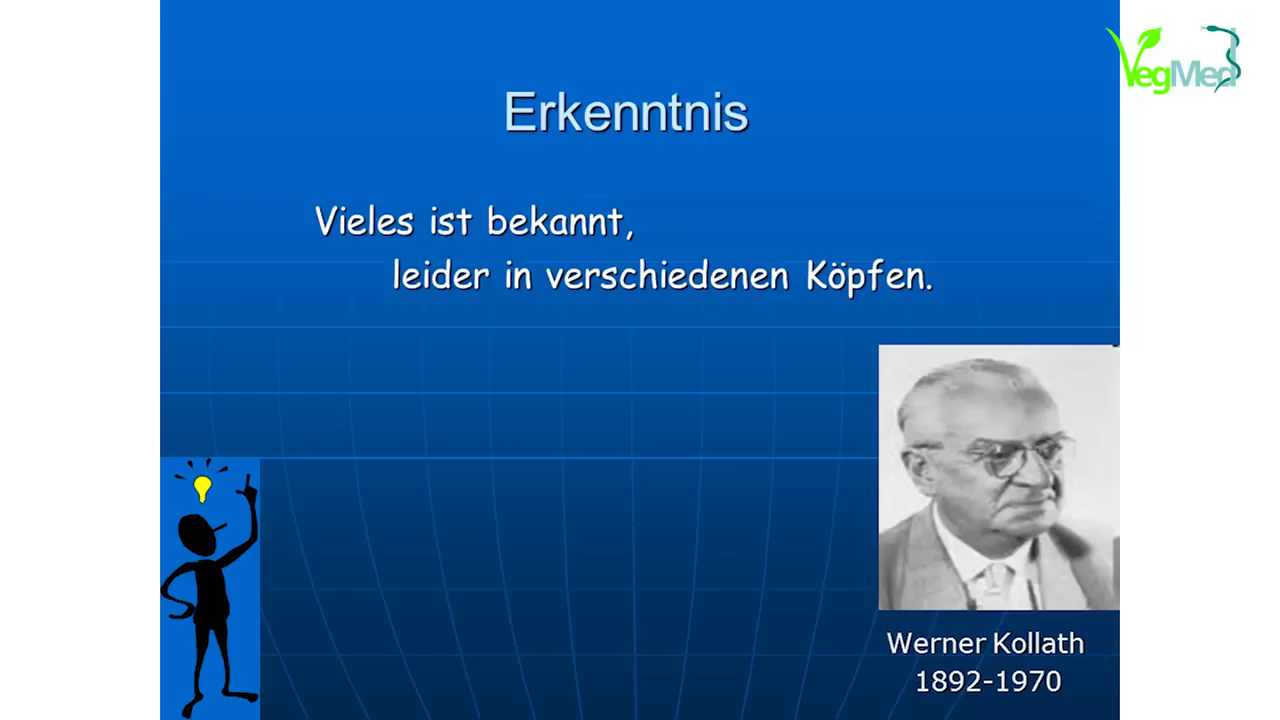 VegMed
Erkenntnis
Vieles ist bekannt,
leider in verschiedenen Köpfen.
Werner Kollath
1892-1970